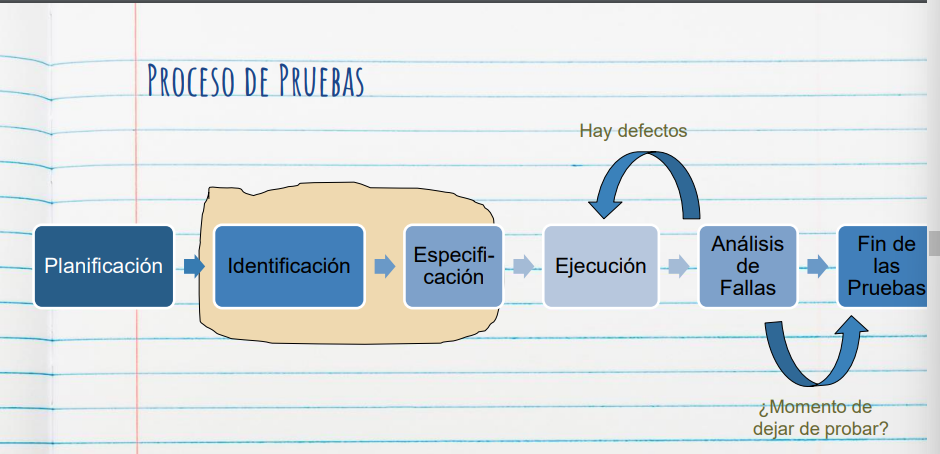 Proceso de Pruebas
Hay defectos
Planificación
Identificación
Especifi-
cación
Ejecución
Análisis
de
Fallas
Fin de
las
Pruebas
¿Momento de
dejar de probar?